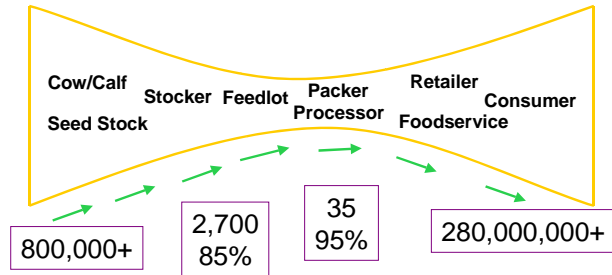 Cow/Calf
Seed Stock
Stocker
Feedlot
Packer
Processor
Retailer
Foodservice
Consumer
800,000+
2,700
85%
35
95%
280,000,000+